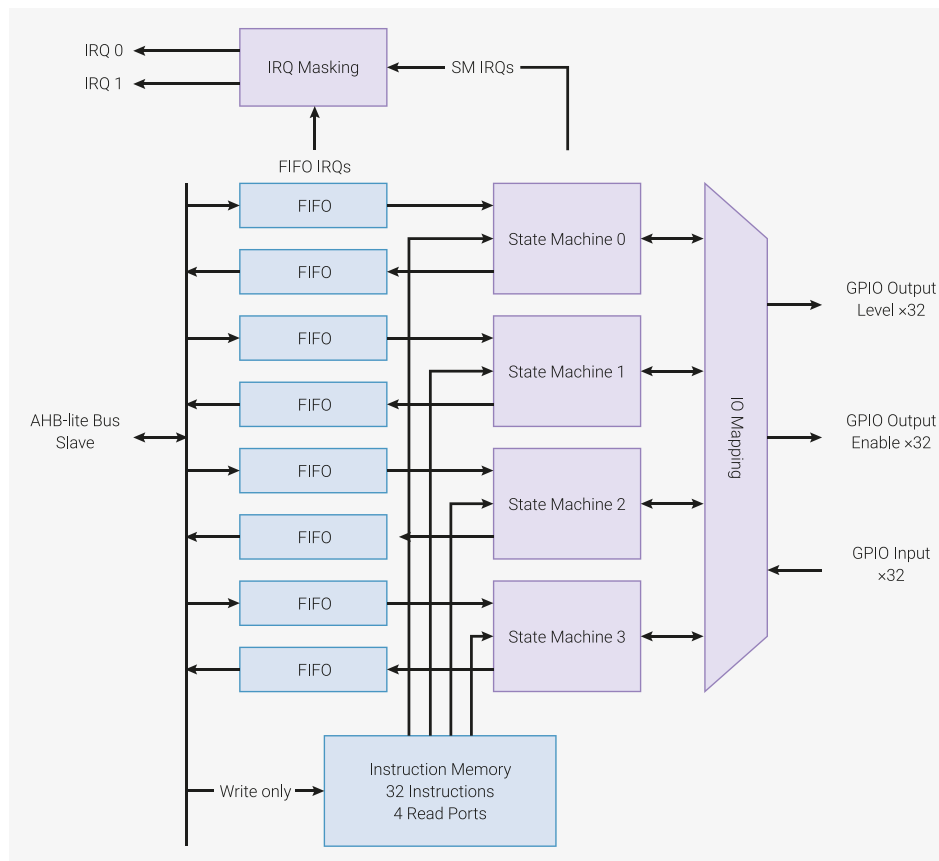 IRQ 0
IRQ 1
IRQ Masking
SM IRQs
FIFO IRQs
FIFO
FIFO
State Machine 0
FIFO
FIFO
State Machine 1
FIFO
FIFO
State Machine 2
FIFO
FIFO
State Machine 3
AHB-lite Bus
Slave
IO Mapping
GPIO Output
Level ×32
GPIO Output
Enable ×32
GPIO Input
×32
Write only
Instruction Memory
32 Instructions
4 Read Ports